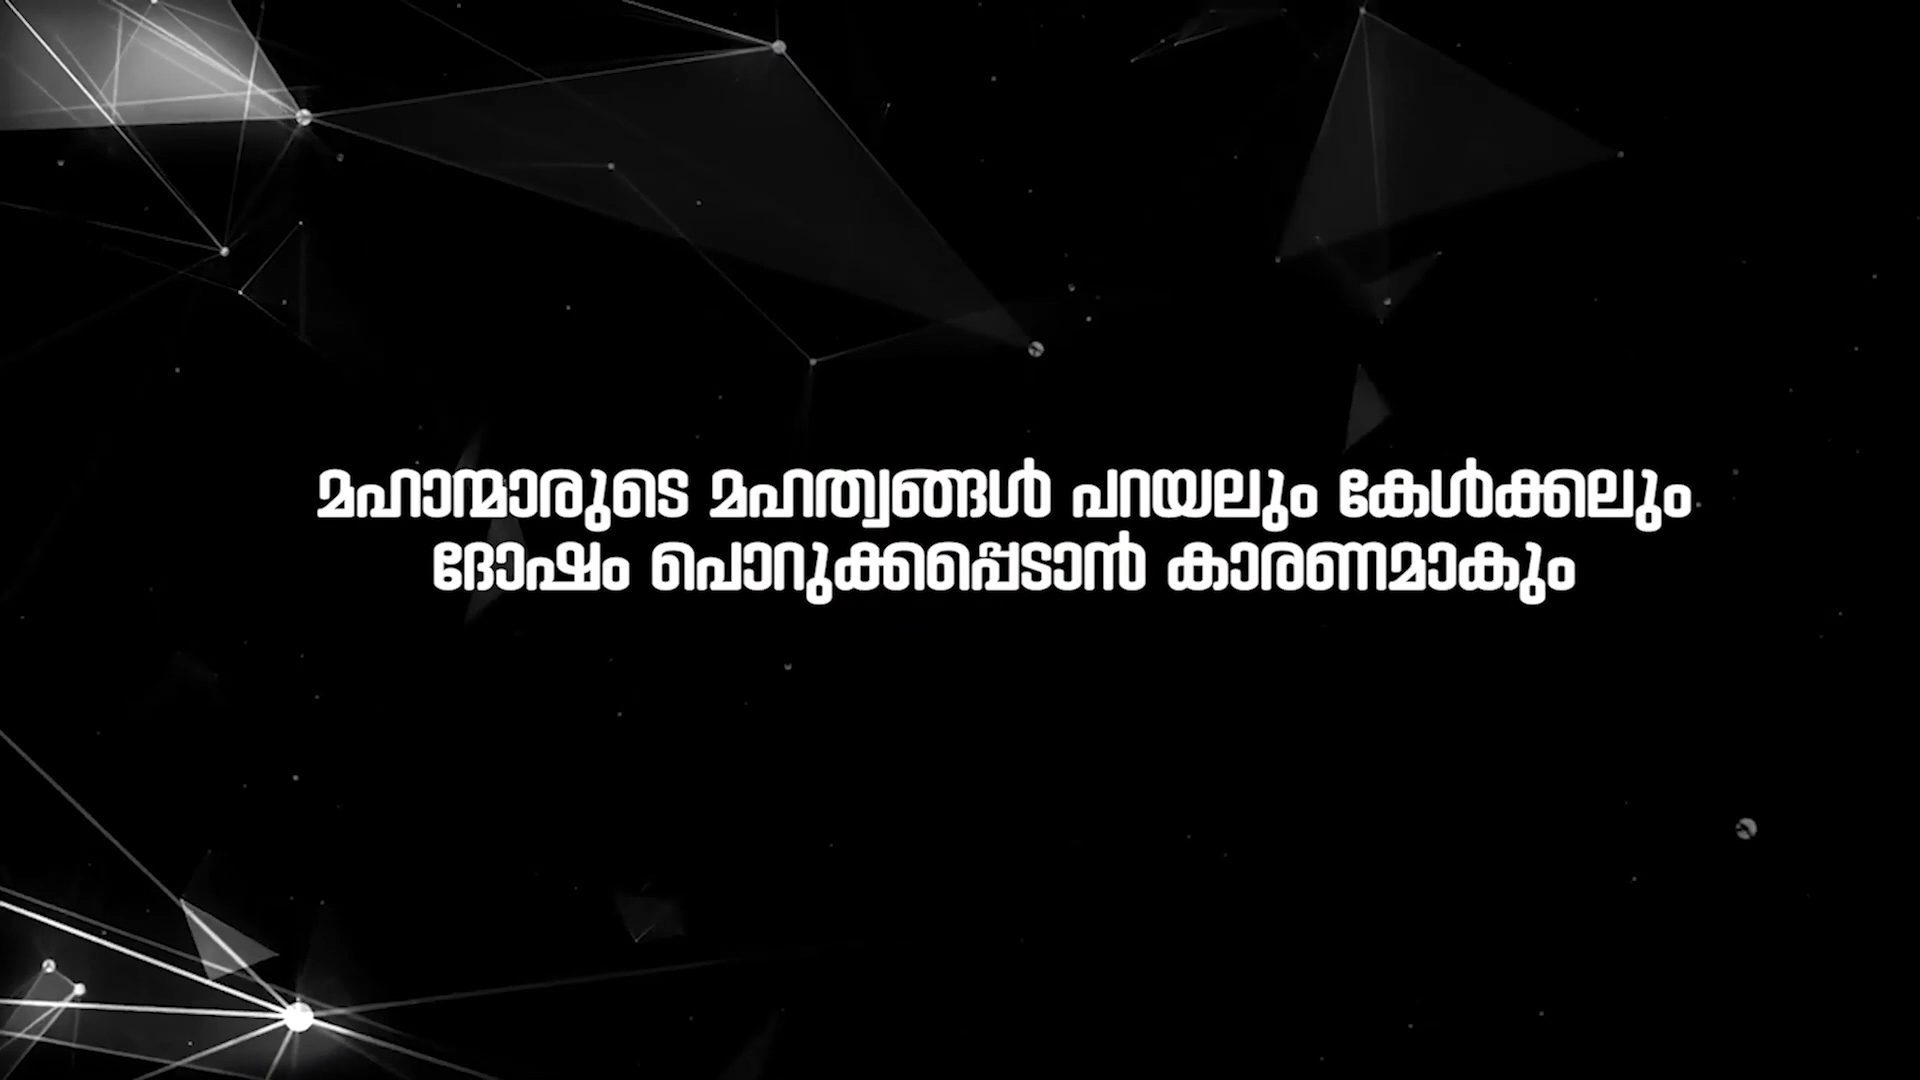 മഹാന്മാരുടെ മഹത്വങ്ങൾ പറയലും കേൾക്കലും
ദോഷം പൊറുക്കപ്പെടാൻ കാരണമാകും